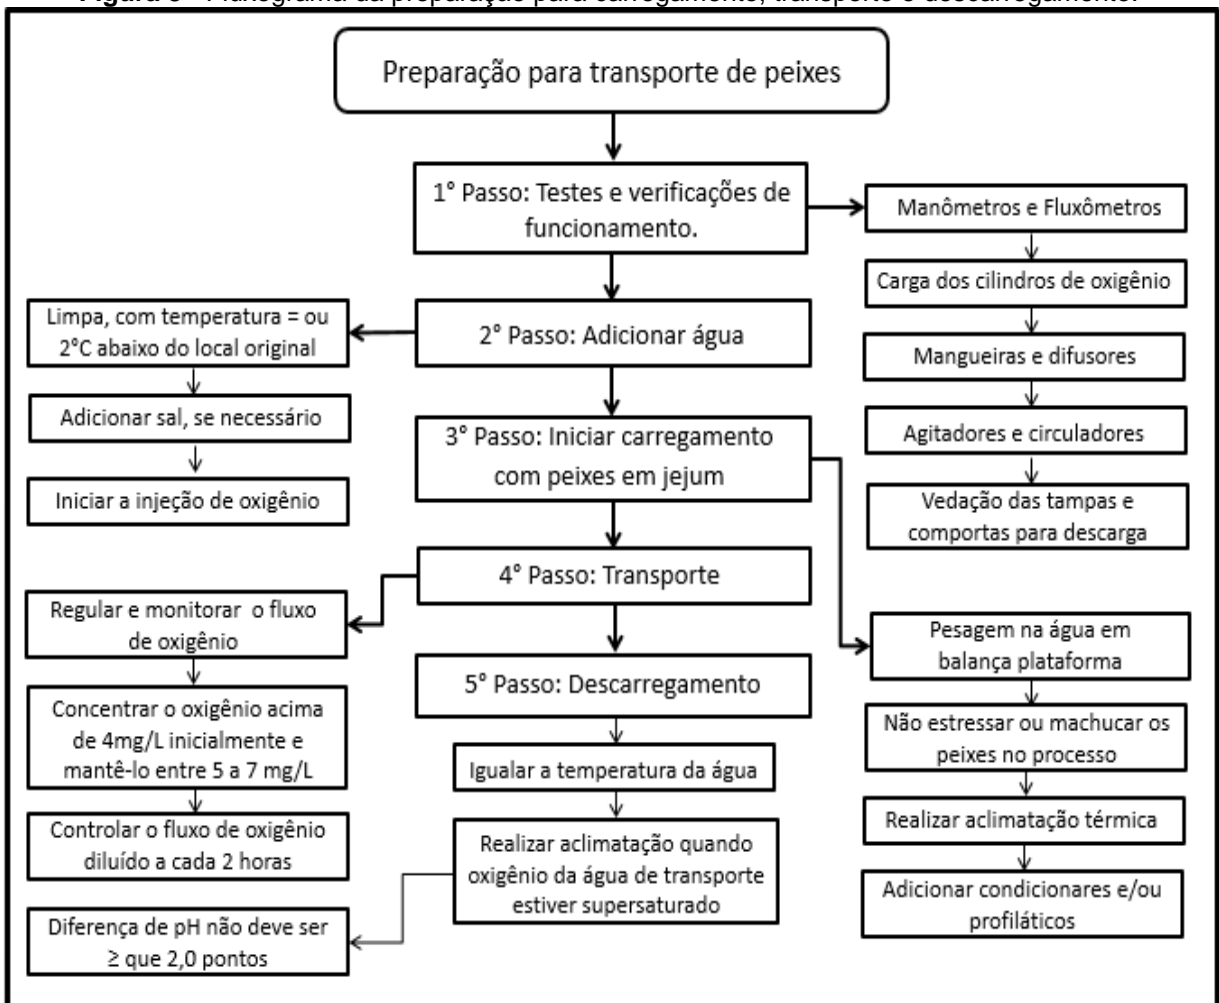 Figura 3 - Fluxograma da preparação para carregamento, transporte e descarregamento.
Preparação para transporte de peixes
1° Passo: Testes e verificações de
funcionamento.
Manômetros e Fluxômetros
Carga dos cilindros de oxigênio
Mangueiras e difusores
Agitadores e circuladores
Vedação das tampas e
comportas para descarga
2° Passo: Adicionar água
Limpa, com temperatura = ou
2°C abaixo do local original
Adicionar sal, se necessário
Iniciar a injeção de oxigênio
3° Passo: Iniciar carregamento
com peixes em jejum
Pesagem na água em
balança plataforma
Não estressar ou machucar os
peixes no processo
Realizar aclimatação térmica
Adicionar condicionares e/ou
profiláticos
4° Passo: Transporte
Regular e monitorar o fluxo
de oxigênio
Concentrar o oxigênio acima
de 4mg/L inicialmente e
mantê-lo entre 5 a 7 mg/L
Controlar o fluxo de oxigênio
diluído a cada 2 horas
5° Passo: Descarregamento
Igualar a temperatura da água
Realizar aclimatação quando
oxigênio da água de transporte
estiver supersaturado
Diferença de pH não deve ser
≥ que 2,0 pontos